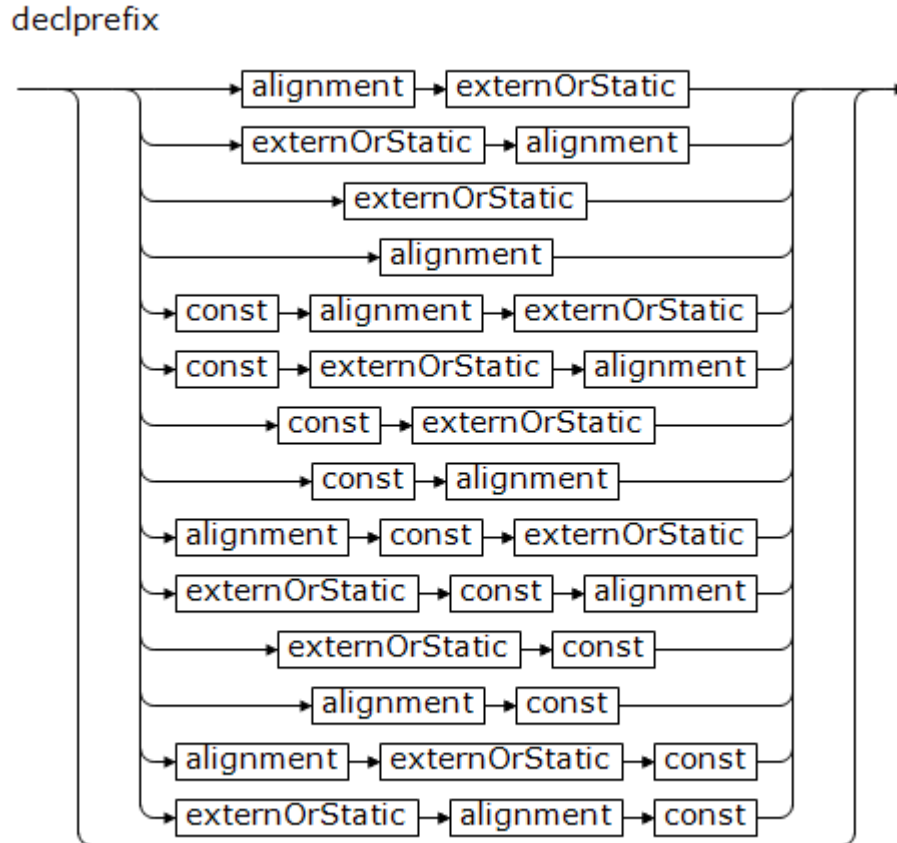 declprefix
alignment externOrStatic
externOrStatic alignment
externOrStatic
alignment
const alignment externOrStatic
const externOrStatic alignment
const externOrStatic
const alignment
alignment const externOrStatic
externOrStatic const alignment
externOrStatic const
alignment const
alignment externOrStatic const
externOrStatic alignment const